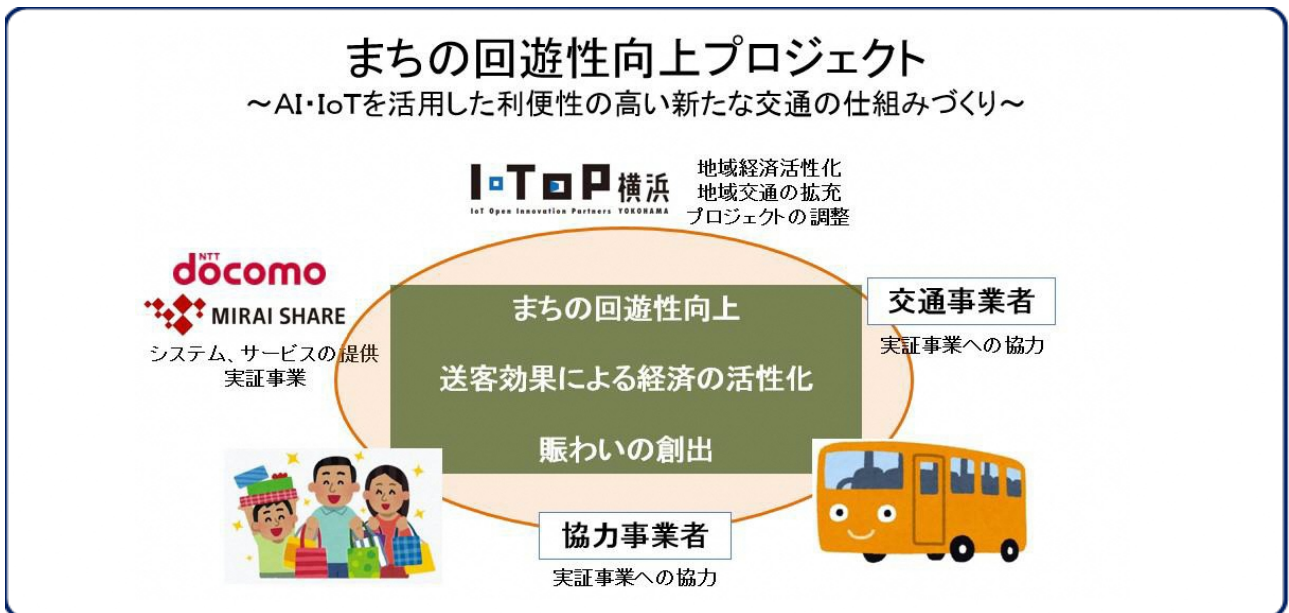 まちの回遊性向上プロジェクト
～AI・IoTを活用した利便性の高い新たな交通の仕組みづくり～
I・TOP横浜
IoT Open Innovation Partners YOKOHAMA
地域経済活性化
地域交通の拡充
プロジェクトの調整
NTT
docomo
MIRAI SHARE
システム、サービスの提供
実証事業
まちの回遊性向上
送客効果による経済の活性化
賑わいの創出
交通事業者
実証事業への協力
協力事業者
実証事業への協力